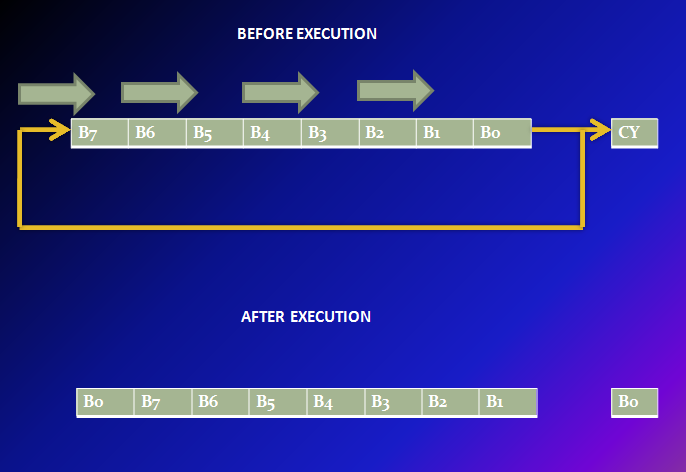 BEFORE EXECUTION
B7 B6 B5 B4 B3 B2 B1 B0 CY
AFTER EXECUTION
B0 B7 B6 B5 B4 B3 B2 B1 B0